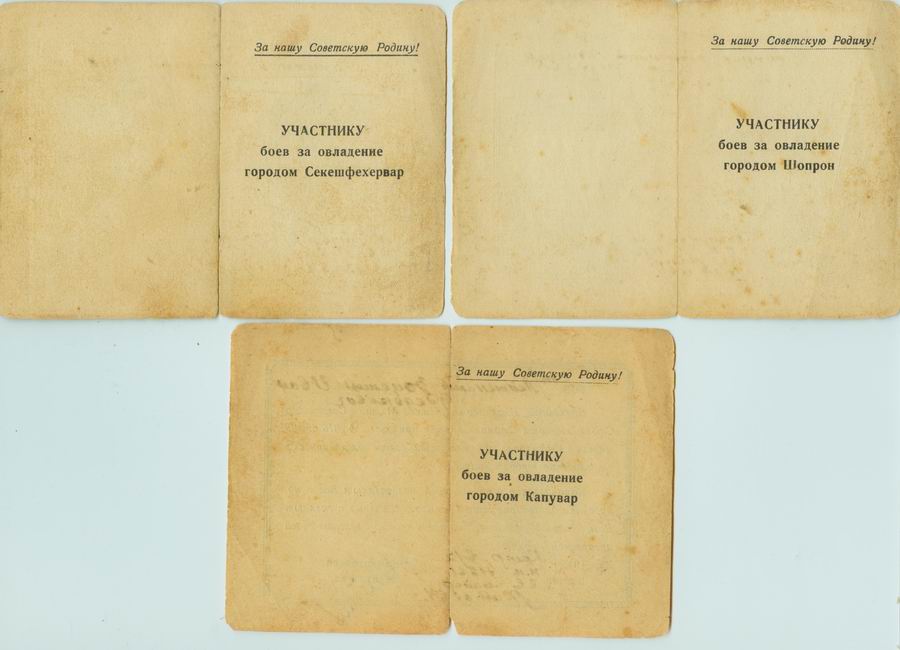 За нашу Советскую Родину!
УЧАСТНИКУ
боев за овладение
городом Секешфехервар
За нашу Советскую Родину!
УЧАСТНИКУ
боев за овладение
городом Шопрон
За нашу Советскую Родину!
УЧАСТНИКУ
боев за овладение
городом Капувар